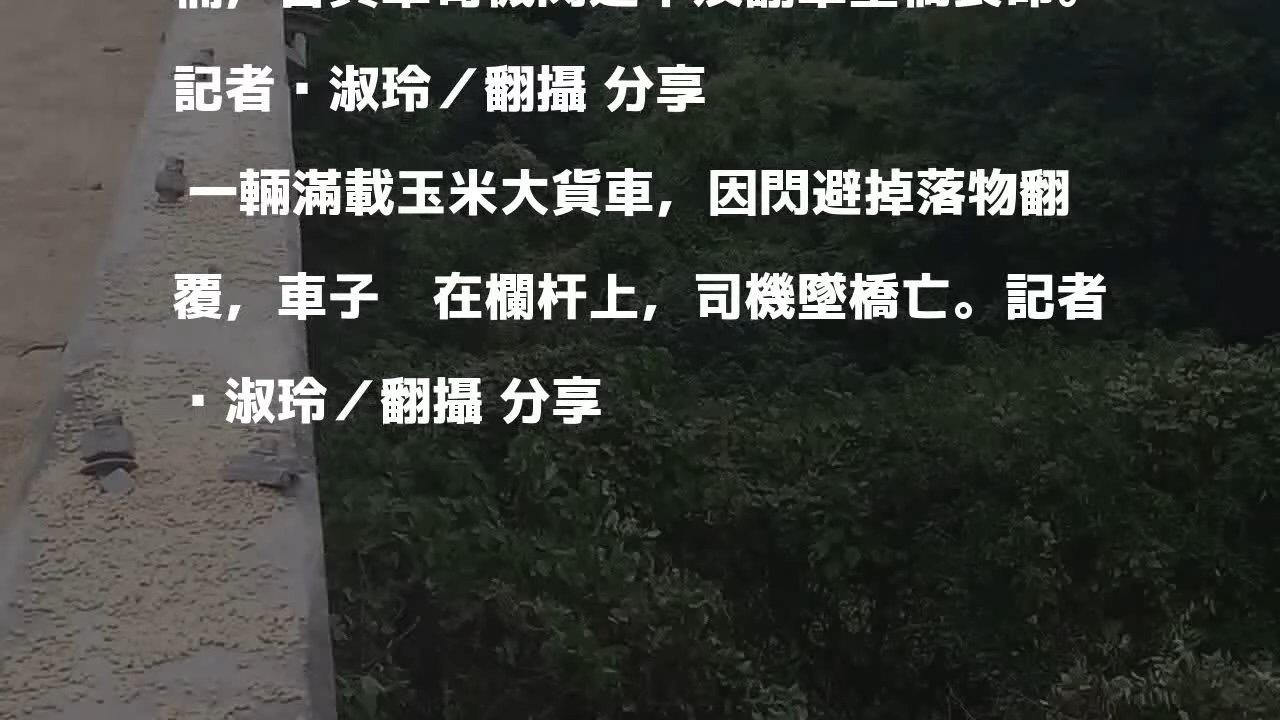 記者·淑玲／翻攝 分享
一輛滿載玉米大貨車，因閃避掉落物翻
覆，車子　在欄杆上，司機墜橋亡。記者
·淑玲／翻攝 分享